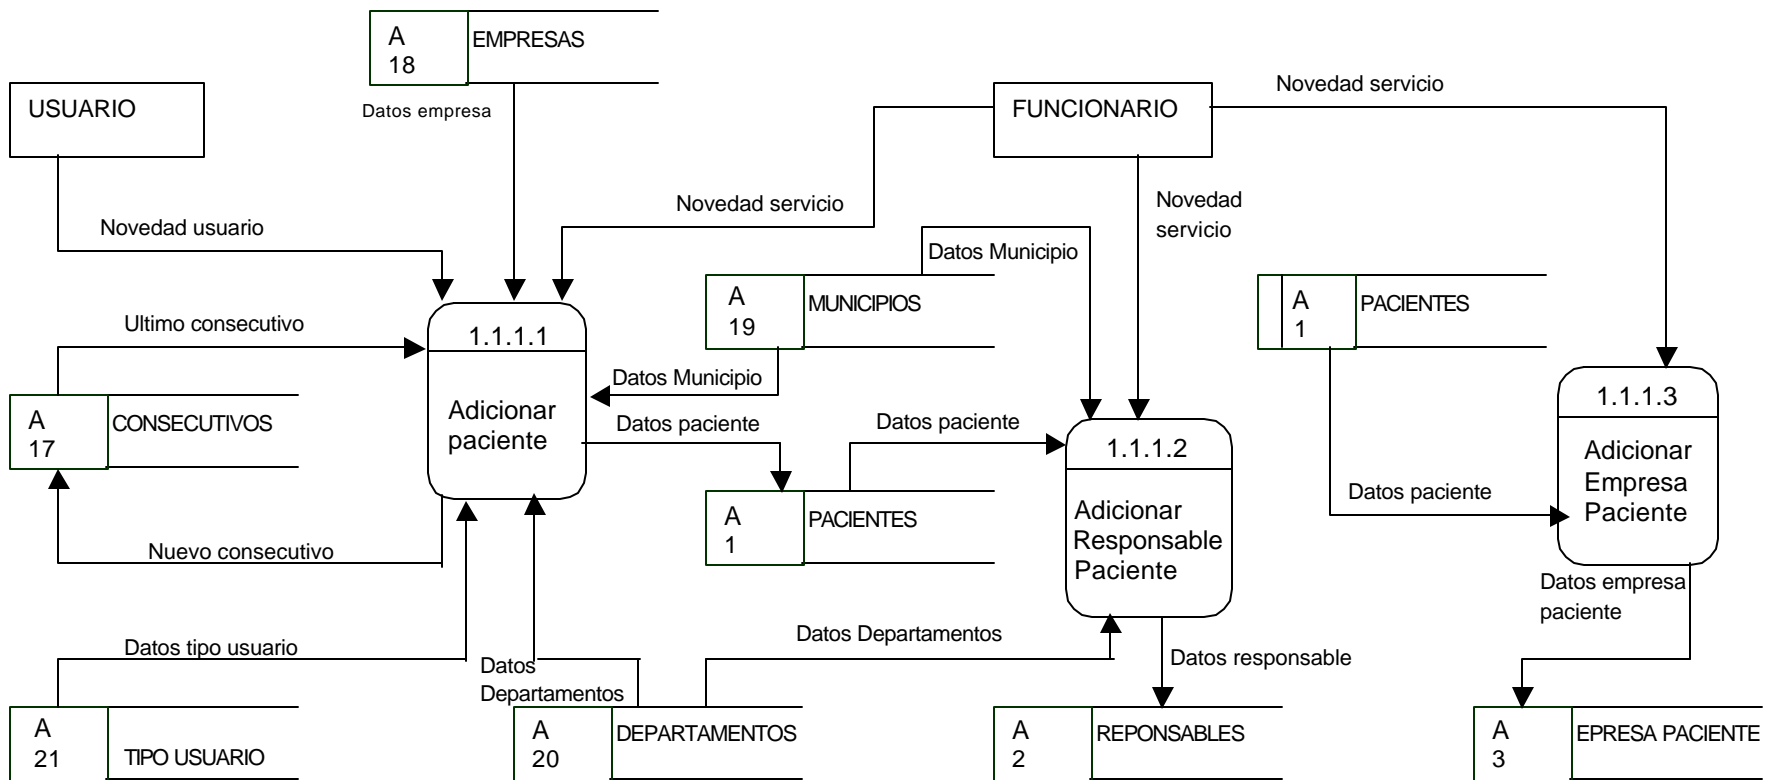 A
18
EMPRESAS
Datos empresa
USUARIO
FUNCIONARIO
Novedad servicio
Novedad usuario
Novedad servicio
Novedad
servicio
Datos Municipio
A
19
MUNICIPIOS
A
1
PACIENTES
Ultimo consecutivo
1.1.1.1
Adicionar
paciente
Datos Municipio
A
17
CONSECUTIVOS
Datos paciente
Datos paciente
1.1.1.2
Adicionar
Responsable
Paciente
1.1.1.3
Adicionar
Empresa
Paciente
Datos paciente
A
1
PACIENTES
Nuevo consecutivo
Datos empresa
paciente
Datos tipo usuario
Datos
Departamentos
Datos Departamentos
Datos responsable
A
21
TIPO USUARIO
A
20
DEPARTAMENTOS
A
2
REPONSABLES
A
3
EPRESA PACIENTE